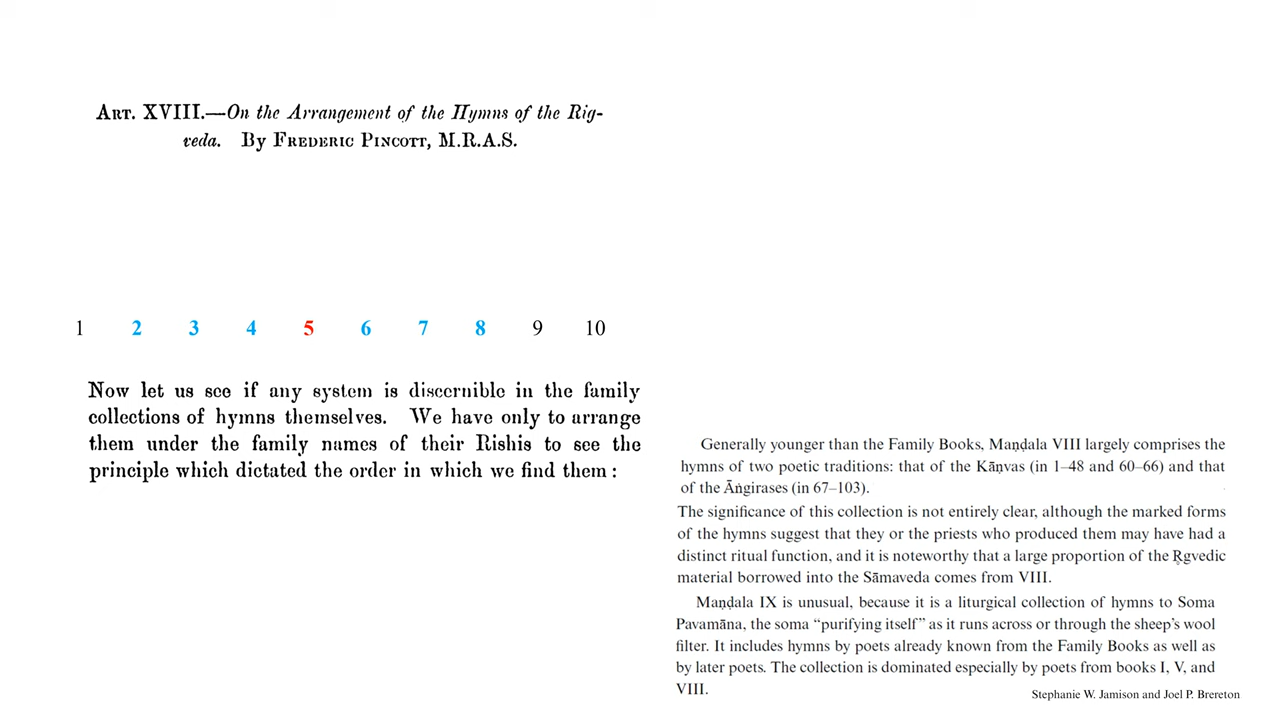 ART. XVIII.—On the Arrangement of the Hymns of the Rig-
veda. By FREDERIC PINCOTT, M.R.A.S.
1 2 3 4 5 6 7 8 9 10
Now let us see if any system is discernible in the family
collections of hymns themselves. We have only to arrange
them under the family names of their Rishis to see the
principle which dictated the order in which we find them :
Generally younger than the Family Books, Maṇḍala VIII largely comprises the
hymns of two poetic traditions: that of the Kāṇvas (in 1–48 and 60–66) and that
of the Āṅgirases (in 67–103).
The significance of this collection is not entirely clear, although the marked forms
of the hymns suggest that they or the priests who produced them may have had a
distinct ritual function, and it is noteworthy that a large proportion of the Ṛgvedic
material borrowed into the Sāmaveda comes from VIII.
Maṇḍala IX is unusual, because it is a liturgical collection of hymns to Soma
Pavamāna, the soma “purifying itself” as it runs across or through the sheep’s wool
filter. It includes hymns by poets already known from the Family Books as well as
by later poets. The collection is dominated especially by poets from books I, V, and
VIII.
Stephanie W. Jamison and Joel P. Brereton